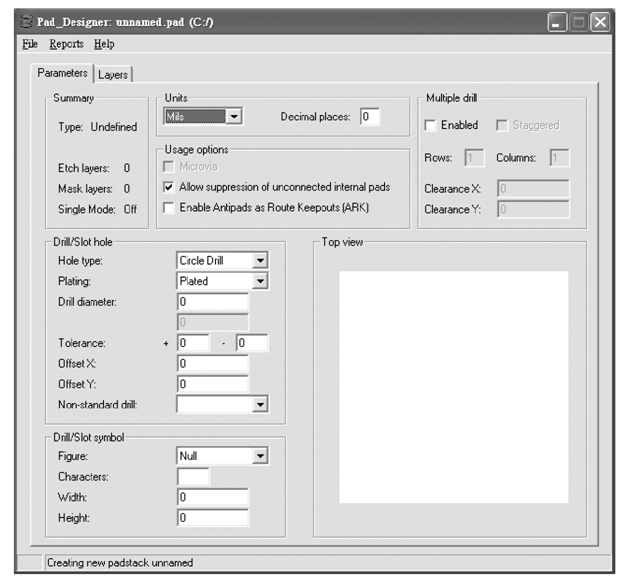 Pad_Designer: unnamed.pad (C:/)
File Reports Help
Parameters Layers
Summary
Type: Undefined
Etch layers: 0
Mask layers: 0
Single Mode: Off
Units
Mils
Decimal places: 0
Usage options
Microvia
Allow suppression of unconnected internal pads
Enable Antipads as Route Keepouts (ARK)
Multiple drill
Enabled Staggered
Rows: 1 Columns: 1
Clearance X: 0
Clearance Y: 0
Drill/Slot hole
Hole type: Circle Drill
Plating: Plated
Drill diameter: 0
0
Tolerance: + 0 - 0
Offset X: 0
Offset Y: 0
Non-standard drill:
Drill/Slot symbol
Figure: Null
Characters:
Width: 0
Height: 0
Top view
Creating new padstack unnamed